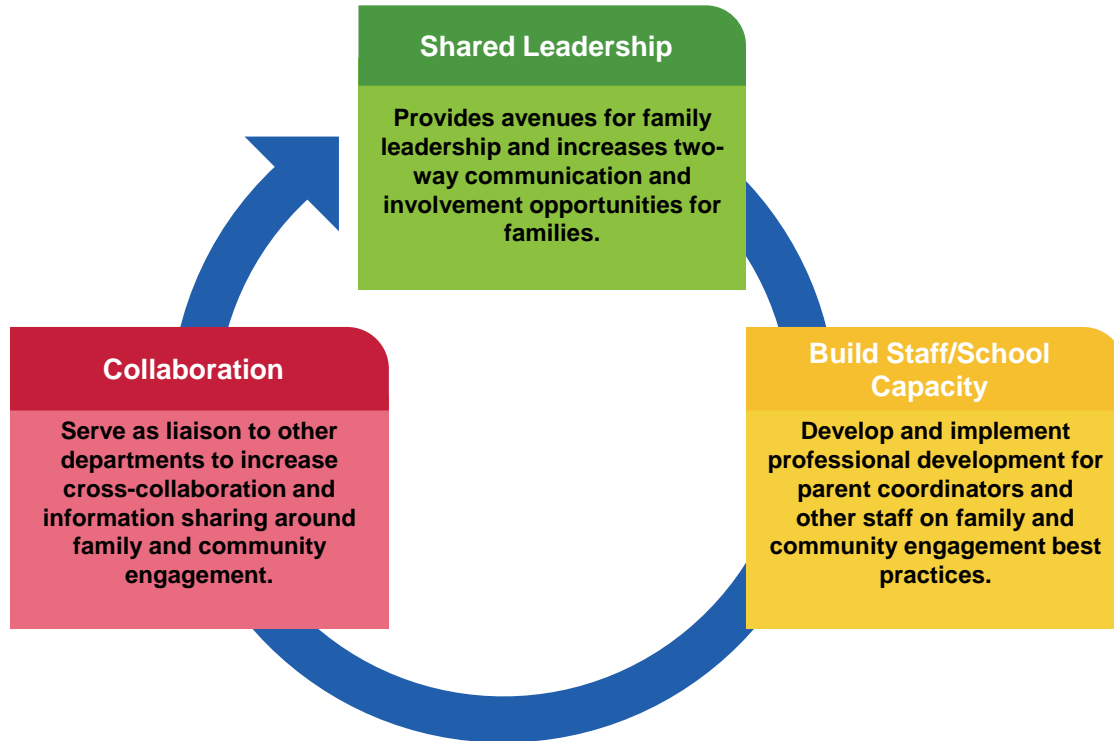 Shared Leadership
Provides avenues for family
leadership and increases two-
way communication and
involvement opportunities for
families.
Collaboration
Serve as liaison to other
departments to increase
cross-collaboration and
information sharing around
family and community
engagement.
Build Staff/School
Capacity
Develop and implement
professional development for
parent coordinators and
other staff on family and
community engagement best
practices.